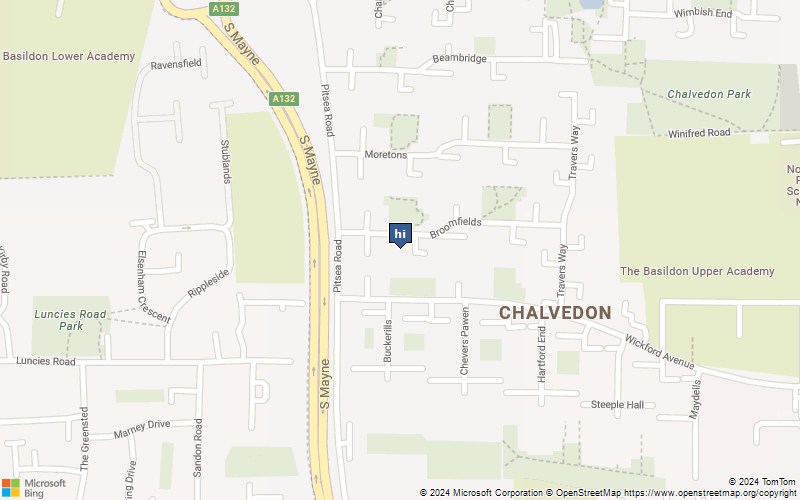 A132
S Mayne
Wimbish End
Basildon Lower Academy
Beambridge
Ravensfield
A132
Pitsea Road
Chalvedon Park
Winifred Road
Travers Way
Stublands
S Mayne
Moretons
hi
Broomfields
Pitsea Road
Travers Way
Elsenham Crescent
Rippleside
The Basildon Upper Academy
Luncies Road
Park
CHALVEDON
Buckerills
Chevers Pawen
Hartford End
Wickford Avenue
Luncies Road
S Mayne
Maydells
Steeple Hall
The Greensted
Marney Drive
Sandon Road
Microsoft
Bing
© 2024 TomTom
© 2024 Microsoft Corporation © OpenStreetMap https://www.openstreetmap.org/copyright